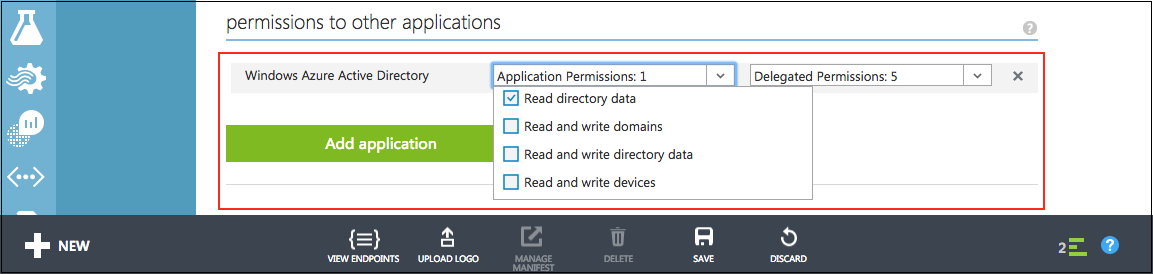 permissions to other applications
?
Windows Azure Active Directory
Application Permissions: 1
Delegated Permissions: 5
Read directory data
Read and write domains
Add application
Read and write directory data
Read and write devices
NEW
VIEW ENDPOINTS
UPLOAD LOGO
MANAGE
MANIFEST
DELETE
SAVE
DISCARD
2
?